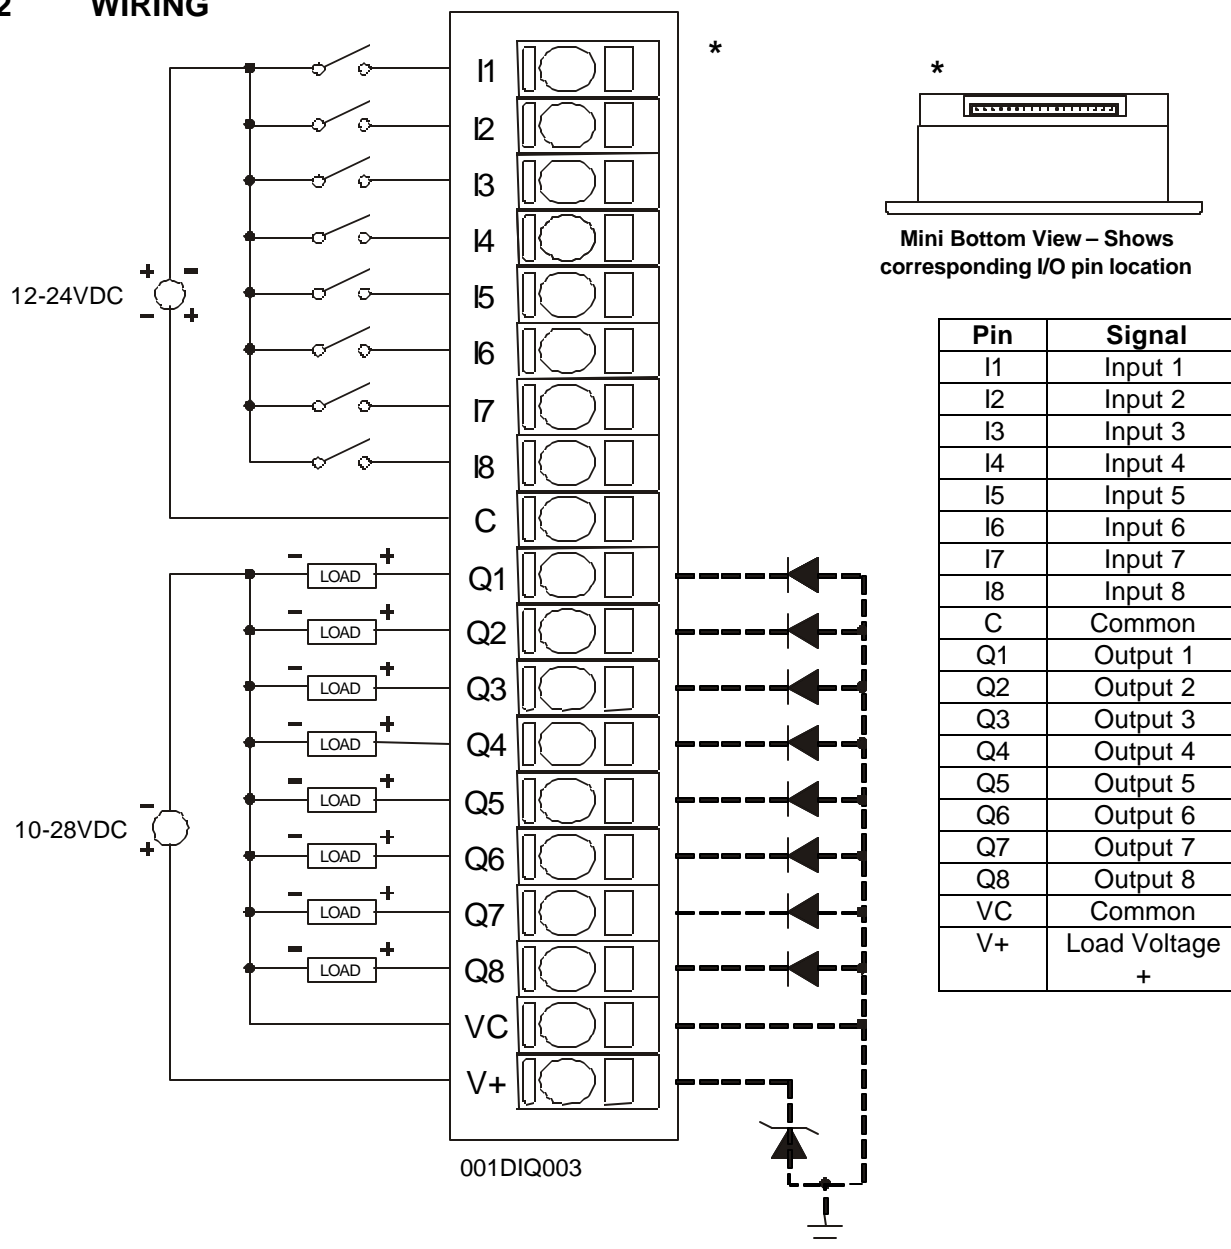 2 WIRING
*
*
I1
I2
I3
I4
I5
I6
I7
I8
C
Q1
Q2
Q3
Q4
Q5
Q6
Q7
Q8
VC
V+
+ -
12-24VDC
- +
- LOAD +
- LOAD +
- LOAD +
- LOAD +
- LOAD +
- LOAD +
- LOAD +
- LOAD +
-
10-28VDC
+
001DIQ003
Mini Bottom View – Shows
corresponding I/O pin location
Pin Signal
I1 Input 1
I2 Input 2
I3 Input 3
I4 Input 4
I5 Input 5
I6 Input 6
I7 Input 7
I8 Input 8
C Common
Q1 Output 1
Q2 Output 2
Q3 Output 3
Q4 Output 4
Q5 Output 5
Q6 Output 6
Q7 Output 7
Q8 Output 8
VC Common
V+ Load Voltage
+